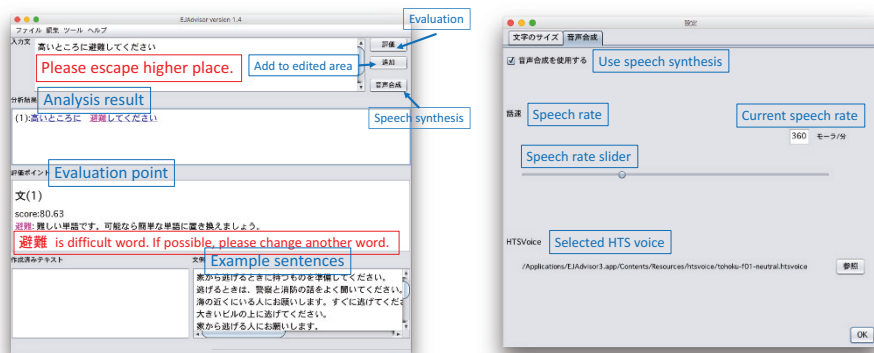 EJAdvisor version 1.4
ファイル 編集 ツール ヘルプ
入力文
高いところに避難してください
Please escape higher place.
評価
Evaluation
追加
Add to edited area
音声合成
Speech synthesis
分析結果
Analysis result
(1):高いところに 避難してください
評価ポイント
Evaluation point
文(1)
score:80.63
避難: 難しい単語です。可能なら簡単な単語に置き換えましょう。
避難 is difficult word. If possible, please change another word.
作成済みテキスト
文例
Example sentences
家から逃げるときに持つものを準備してください。
逃げるときは、警察と消防の話をよく聞いてください。
海の近くにいる人にお願いします。すぐに逃げてくださ
大きいビルの上に逃げてください。
家から逃げる人にお願いします。
設定
文字のサイズ 音声合成
音声合成を使用する
Use speech synthesis
話速
Speech rate
Current speech rate
360 モーラ/分
Speech rate slider
HTSVoice
Selected HTS voice
/Applications/EJAdvisor3.app/Contents/Resources/htsvoice/tohoku-f01-neutral.htsvoice
参照
OK